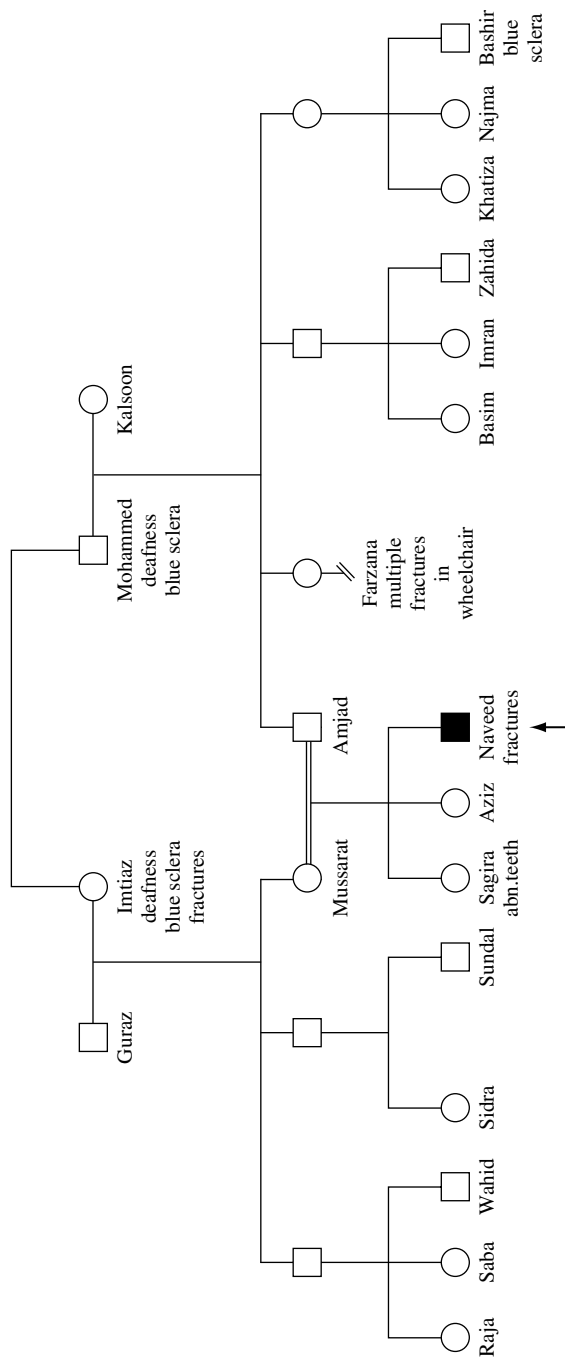 Guraz
Imtiaz
deafness
blue sclera
fractures
Mohammed
deafness
blue sclera
Kalsoon
Mussarat
Amjad
Farzana
multiple
fractures
in
wheelchair
Raja
Saba
Wahid
Sidra
Sundal
Sagira
abn.teeth
Aziz
Naveed
fractures
Basim
Imran
Zahida
Khatiza
Najma
Bashir
blue
sclera